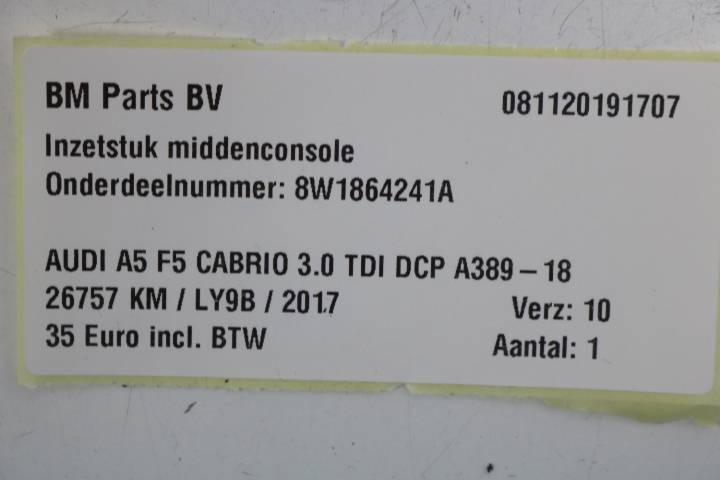 BM Parts BV 081120191707
Inzetstuk middenconsole
Onderdeelnummer: 8W1864241A
AUDI A5 F5 CABRIO 3.0 TDI DCP A389-18
26757 KM / LY9B / 2017 Verz: 10
35 Euro incl. BTW Aantal: 1